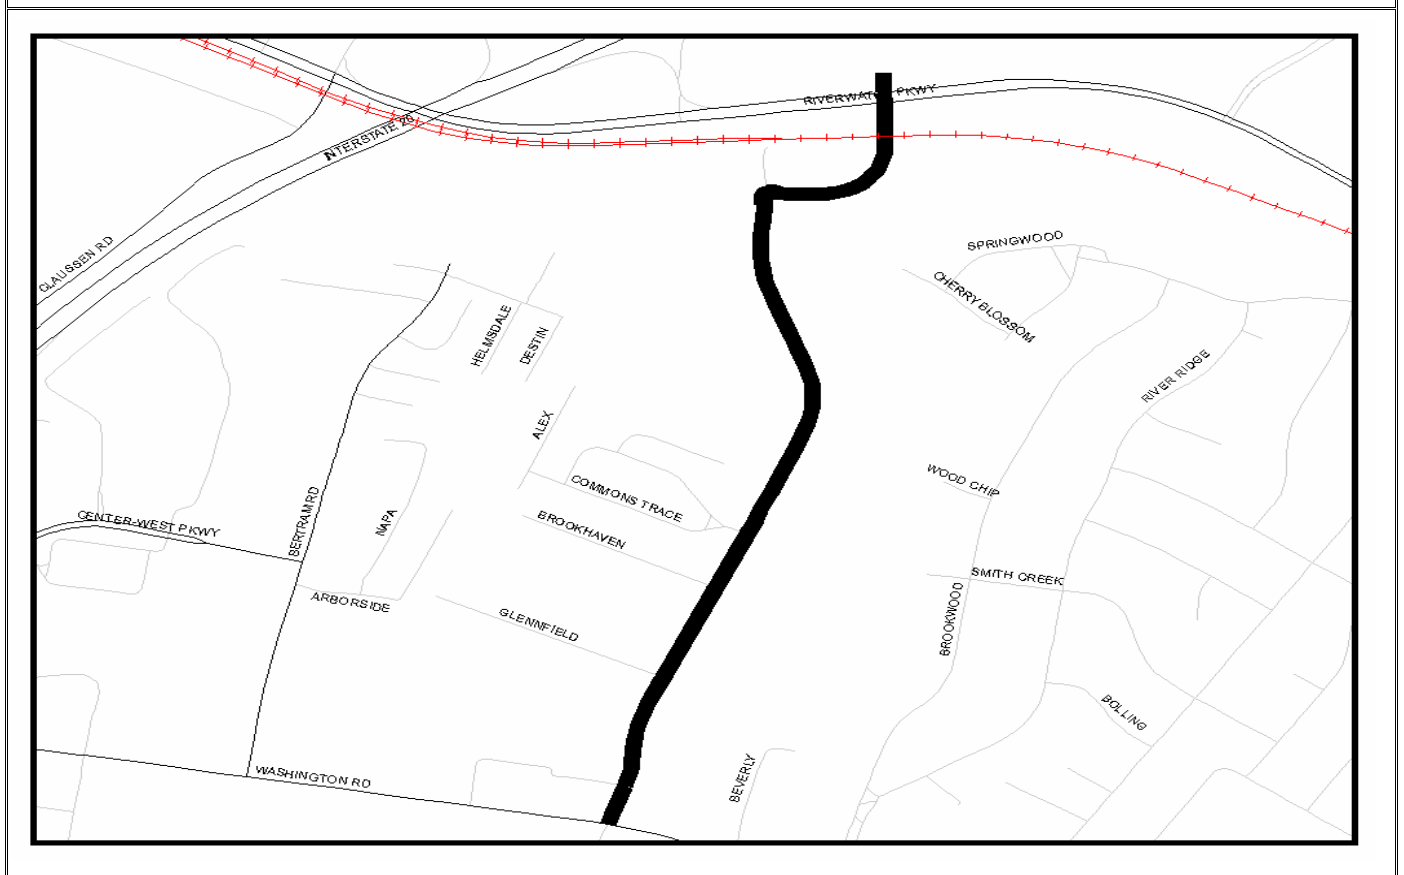 RIVERWATCH PKWY
INTERSTATE 20
CLAUSSEN RD
SPRINGWOOD
CHERRY BLOSSOM
HELMSDALE
DESTIN
RIVER RIDGE
ALEX
WOOD CHIP
COMMONS TRACE
NAPA
BERTRAM RD
CENTER-WEST PKWY
BROOKHAVEN
SMITH CREEK
ARBORSIDE
GLENNFIELD
BROOKWOOD
BOLLING
WASHINGTON RD
BEVERLY